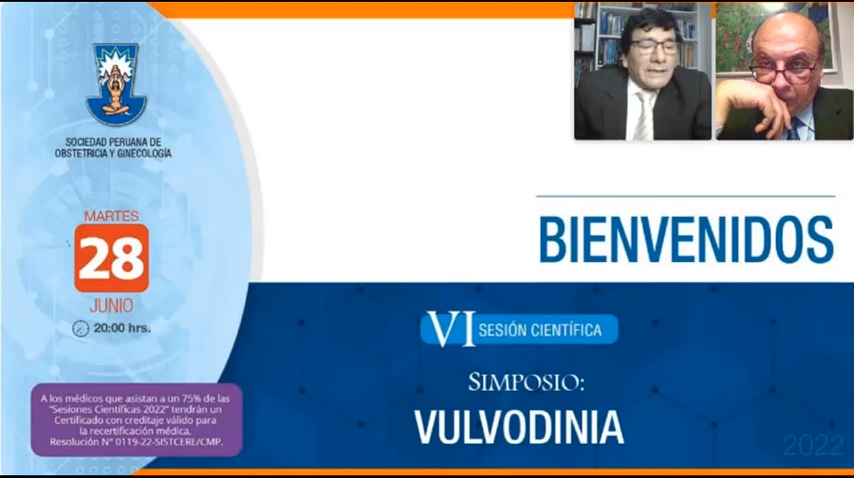 SOCIEDAD PERUANA DE
OBSTETRICIA Y GINECOLOGÍA
MARTES
28
JUNIO
20:00 hrs.
A los médicos que asistan a un 75% de las
"Sesiones Científicas 2022" tendrán un
Certificado con creditaje válido para
la recertificación médica,
Resolución N° 0119-22-SISTCERE/CMP.
BIENVENIDOS
VI SESIÓN CIENTÍFICA
SIMPOSIO:
VULVODINIA
2022